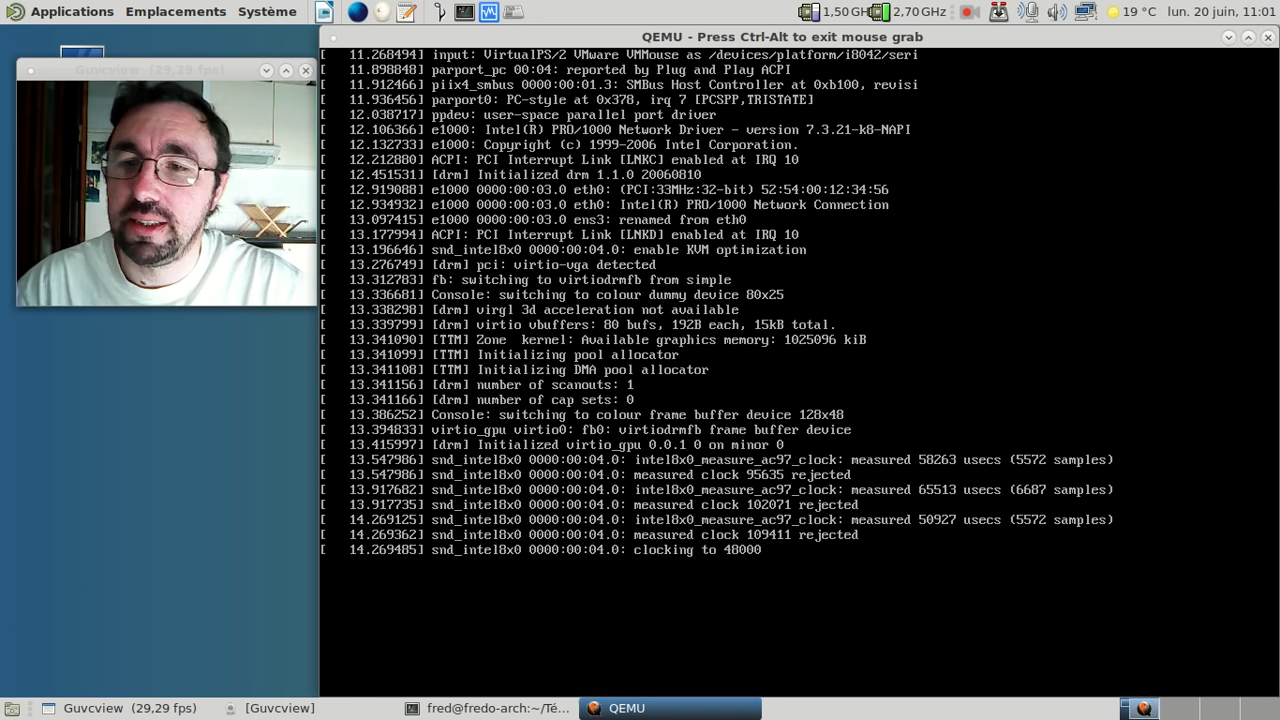 Applications Emplacements Système 1,50 GH 2,70 GHz 19 °C lun. 20 juin, 11:01
QEMU - Press Ctrl-Alt to exit mouse grab
Guvcview (29,29 fps)
[   11.268494] input: VirtualPS/2 VMware VMMouse as /devices/platform/i8042/seri
[   11.898848] parport_pc 00:04: reported by Plug and Play ACPI
[   11.912466] piix4_smbus 0000:00:01.3: SMBus Host Controller at 0xb100, revisi
[   11.936456] parport0: PC-style at 0x378, irq 7 [PCSPP,TRISTATE]
[   12.038717] ppdev: user-space parallel port driver
[   12.106366] e1000: Intel(R) PRO/1000 Network Driver - version 7.3.21-k8-NAPI
[   12.132733] e1000: Copyright (c) 1999-2006 Intel Corporation.
[   12.212880] ACPI: PCI Interrupt Link [LNKC] enabled at IRQ 10
[   12.451531] [drm] Initialized drm 1.1.0 20060810
[   12.919088] e1000 0000:00:03.0 eth0: (PCI:33MHz:32-bit) 52:54:00:12:34:56
[   12.934932] e1000 0000:00:03.0 eth0: Intel(R) PRO/1000 Network Connection
[   13.097415] e1000 0000:00:03.0 ens3: renamed from eth0
[   13.177994] ACPI: PCI Interrupt Link [LNKD] enabled at IRQ 10
[   13.196646] snd_intel8x0 0000:00:04.0: enable KVM optimization
[   13.276749] [drm] pci: virtio-vga detected
[   13.312783] fb: switching to virtiodrmfb from simple
[   13.336681] Console: switching to colour dummy device 80x25
[   13.338298] [drm] virgl 3d acceleration not available
[   13.339799] [drm] virtio vbuffers: 80 bufs, 192B each, 15kB total.
[   13.341090] [TTM] Zone  kernel: Available graphics memory: 1025096 kiB
[   13.341099] [TTM] Initializing pool allocator
[   13.341108] [TTM] Initializing DMA pool allocator
[   13.341156] [drm] number of scanouts: 1
[   13.341166] [drm] number of cap sets: 0
[   13.386252] Console: switching to colour frame buffer device 128x48
[   13.394833] virtio_gpu virtio0: fb0: virtiodrmfb frame buffer device
[   13.415997] [drm] Initialized virtio_gpu 0.0.1 0 on minor 0
[   13.547986] snd_intel8x0 0000:00:04.0: intel8x0_measure_ac97_clock: measured 58263 usecs (5572 samples)
[   13.547986] snd_intel8x0 0000:00:04.0: measured clock 95635 rejected
[   13.917682] snd_intel8x0 0000:00:04.0: intel8x0_measure_ac97_clock: measured 65513 usecs (6687 samples)
[   13.917735] snd_intel8x0 0000:00:04.0: measured clock 102071 rejected
[   14.269125] snd_intel8x0 0000:00:04.0: intel8x0_measure_ac97_clock: measured 50927 usecs (5572 samples)
[   14.269362] snd_intel8x0 0000:00:04.0: measured clock 109411 rejected
[   14.269485] snd_intel8x0 0000:00:04.0: clocking to 48000
Guvcview (29,29 fps) [Guvcview] fred@fredo-arch:~/Té... QEMU